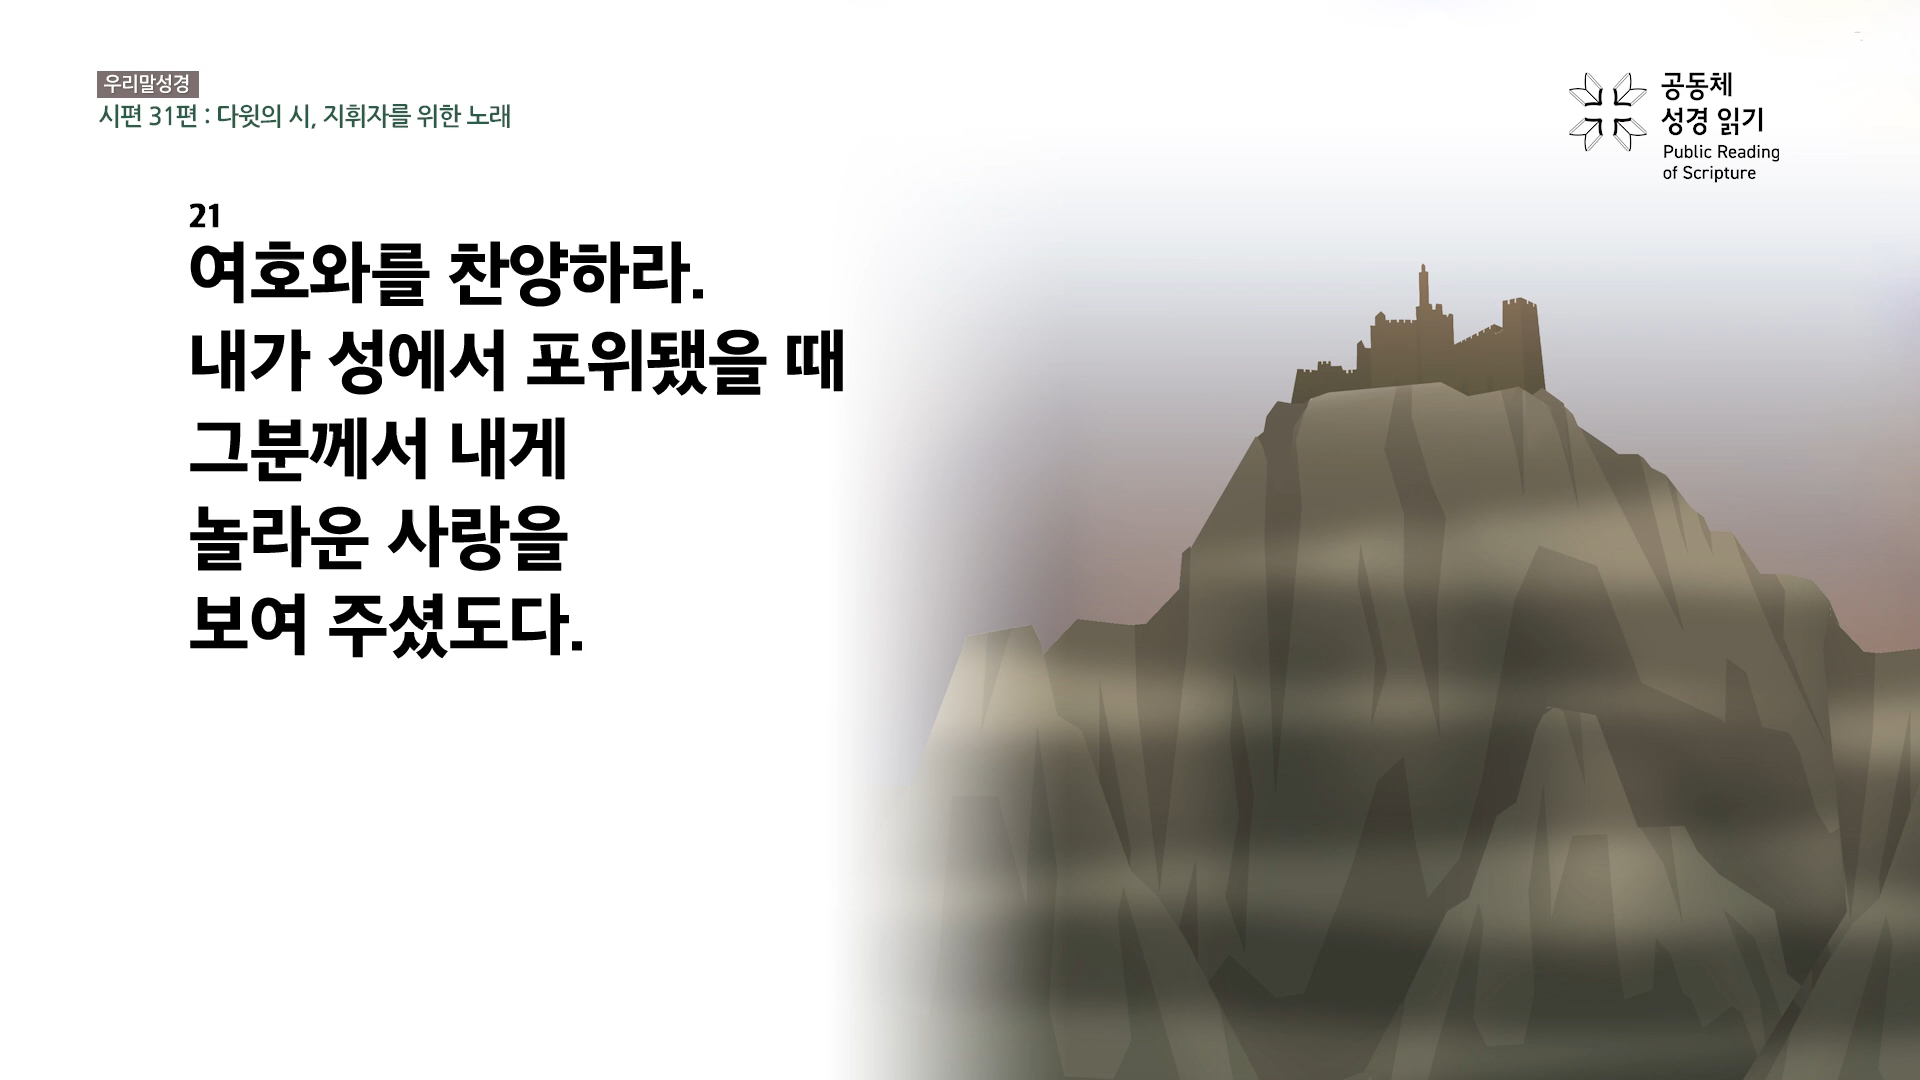 우리말성경
시편 31편 : 다윗의 시, 지휘자를 위한 노래
공동체
성경 읽기
Public Reading
of Scripture
21
여호와를 찬양하라.
내가 성에서 포위됐을 때
그분께서 내게
놀라운 사랑을
보여 주셨도다.